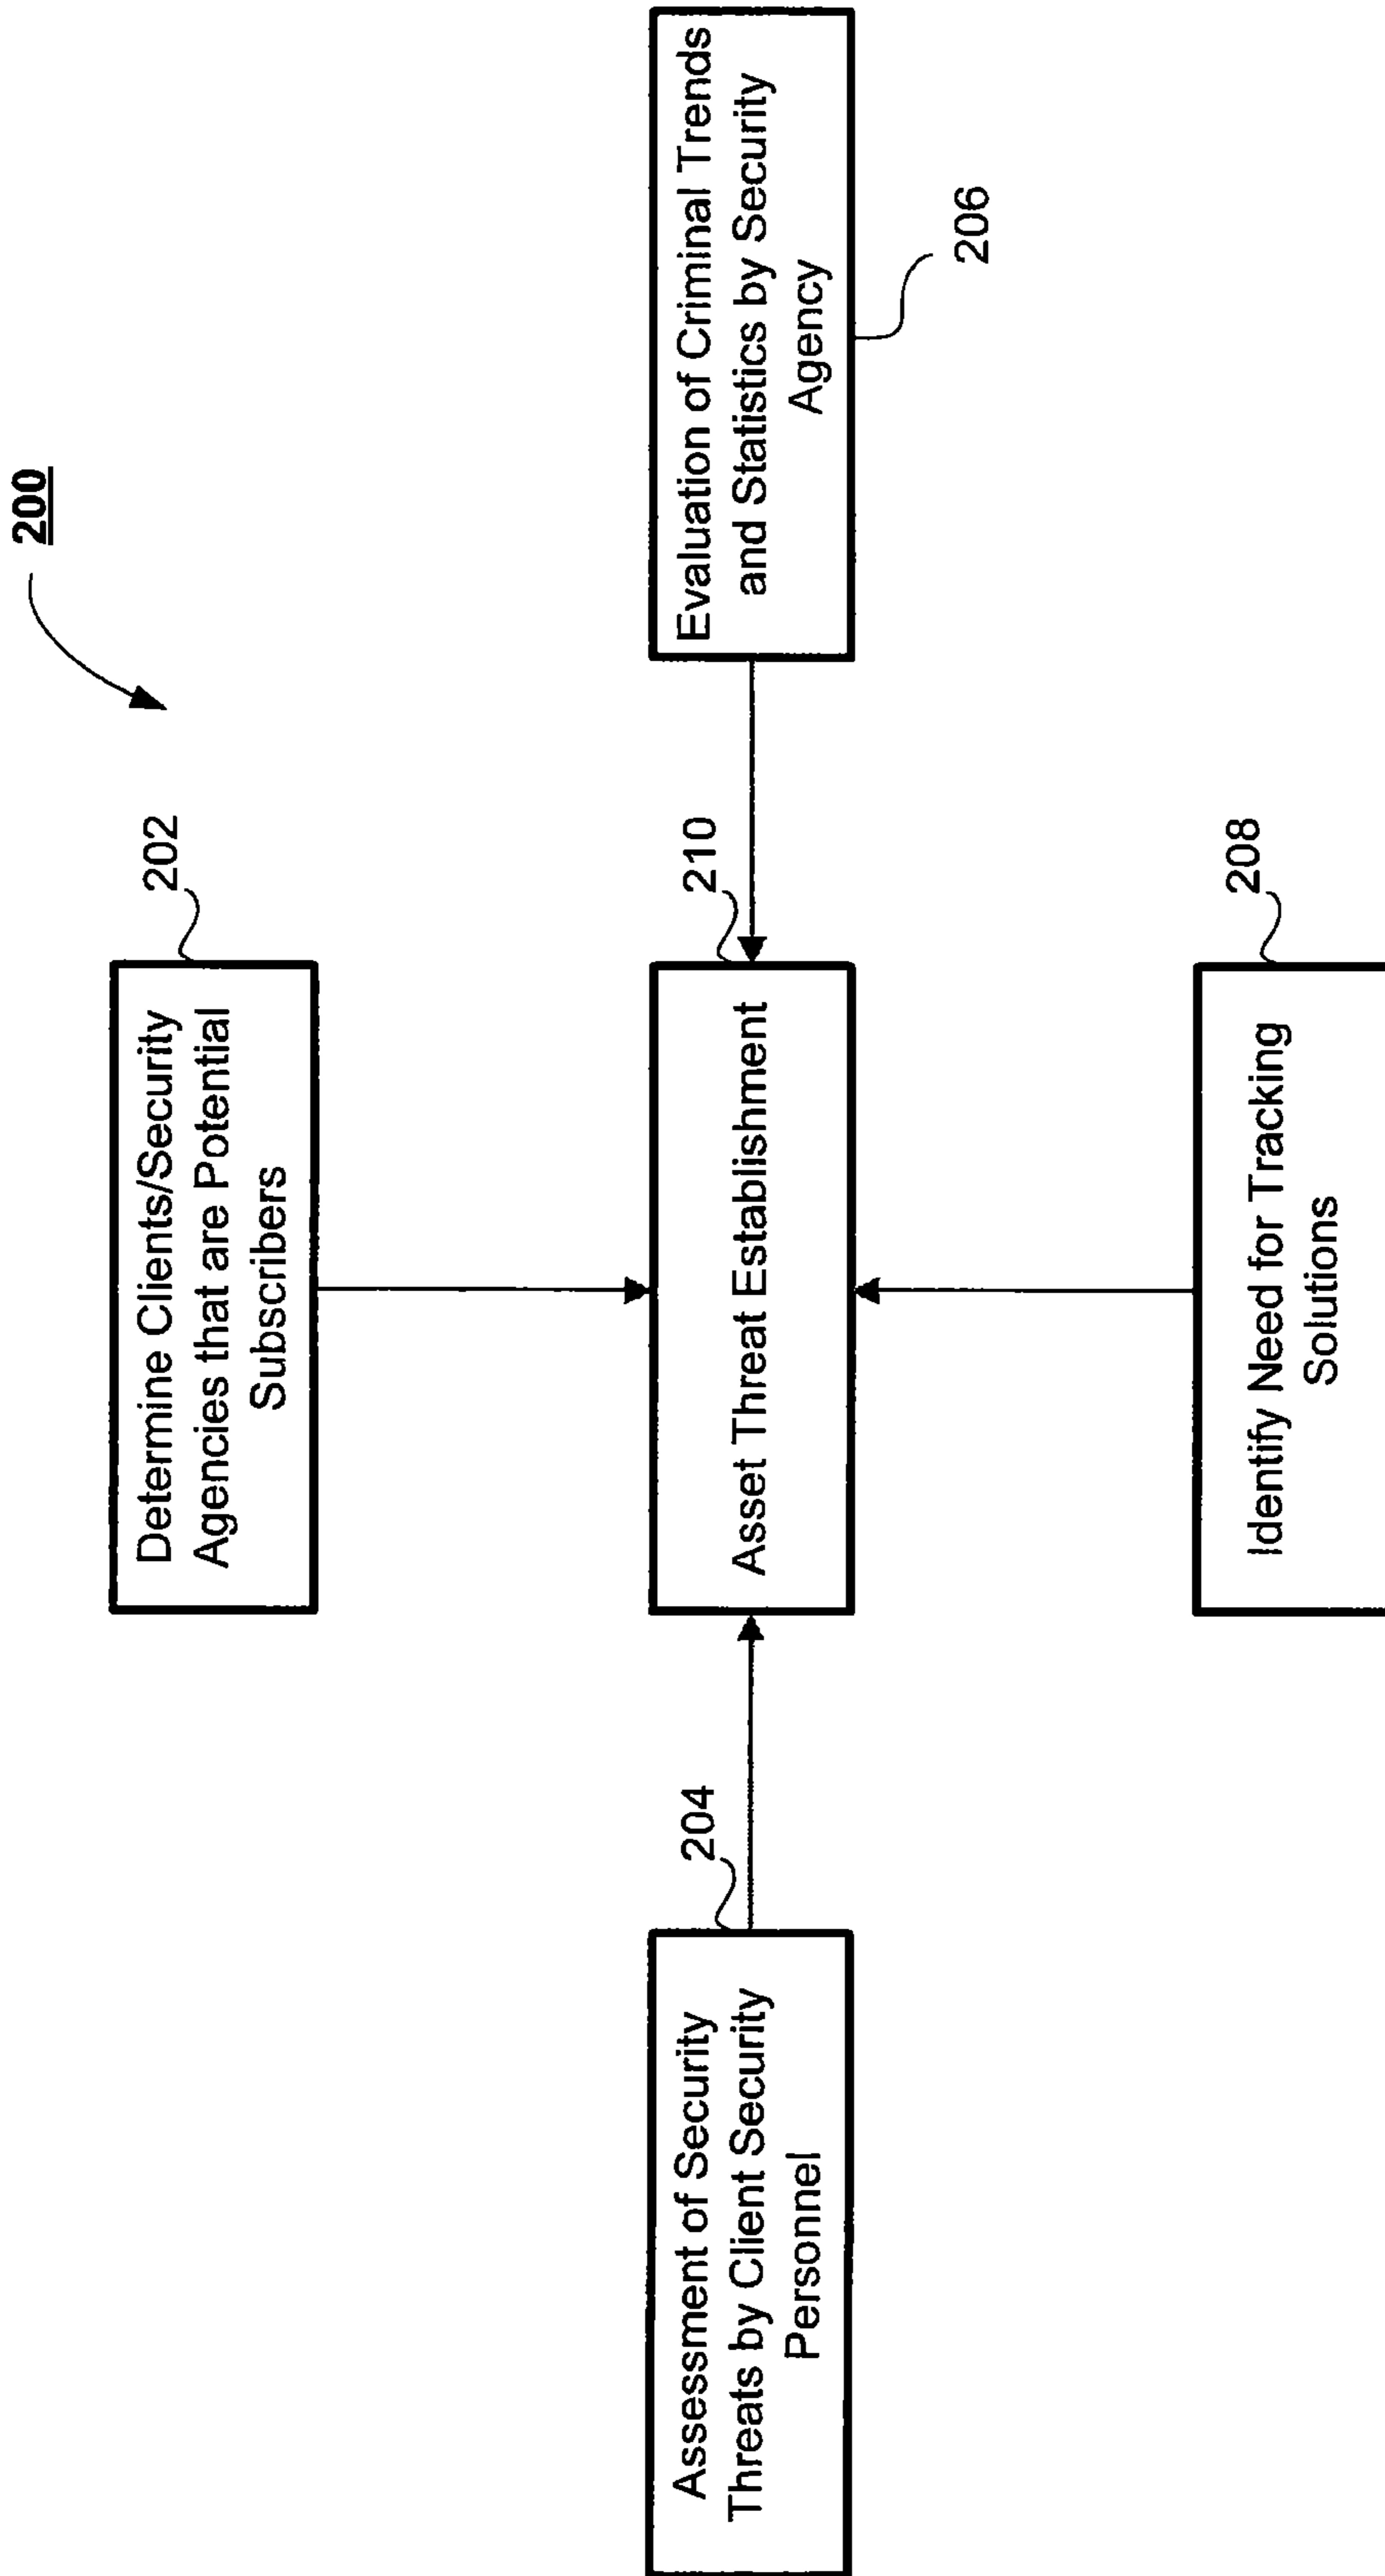 200
202
Determine Clients/Security
Agencies that are Potential
Subscribers
204
Assessment of Security
Threats by Client Security
Personnel
210
Asset Threat Establishment
Evaluation of Criminal Trends
and Statistics by Security
Agency
206
208
Identify Need for Tracking
Solutions